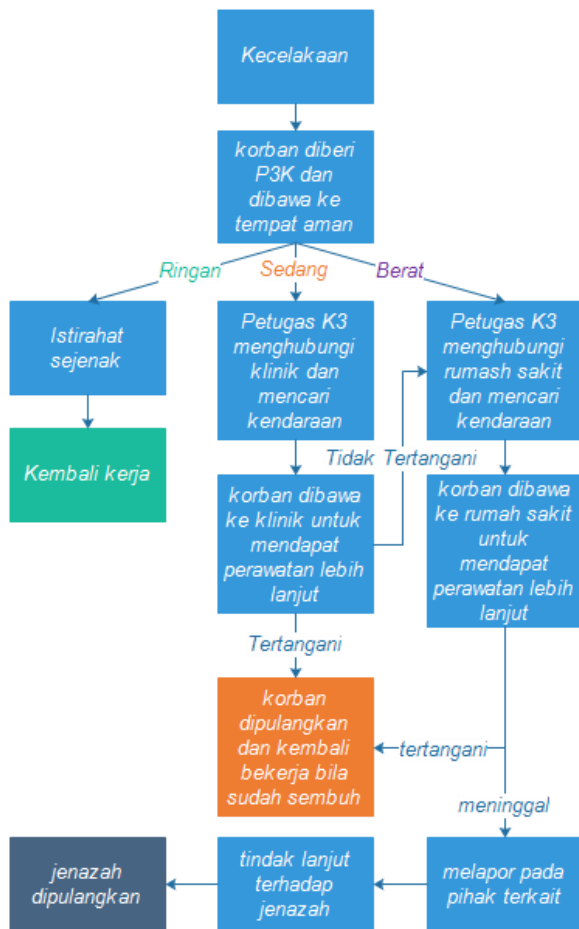 Kecelakaan
korban diberi
P3K dan
dibawa ke
tempat aman
Ringan
Sedang
Berat
Istirahat
sejenak
Petugas K3
menghubungi
klinik dan
mencari
kendaraan
Petugas K3
menghubungi
rumash sakit
dan mencari
kendaraan
Kembali kerja
Tidak Tertangani
korban dibawa
ke klinik untuk
mendapat
perawatan lebih
lanjut
korban dibawa
ke rumah sakit
untuk
mendapat
perawatan lebih
lanjut
Tertangani
korban
dipulangkan
dan kembali
bekerja bila
sudah sembuh
tertangani
meninggal
jenazah
dipulangkan
tindak lanjut
terhadap
jenazah
melapor pada
pihak terkait